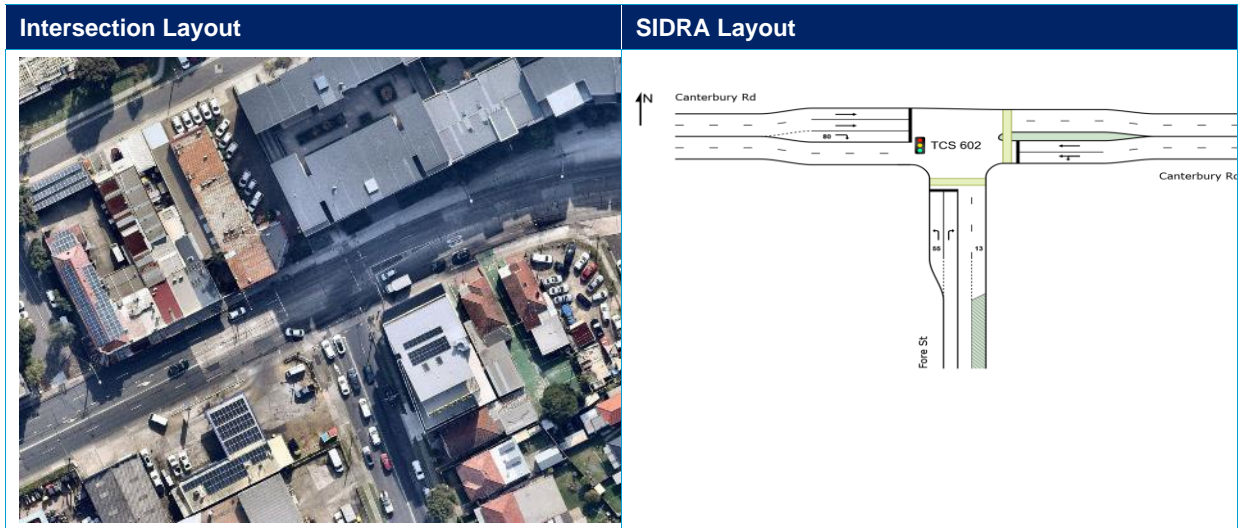 Intersection Layout
SIDRA Layout
N
Canterbury Rd
80
TCS 602
Canterbury Rd
55
13
Fore St